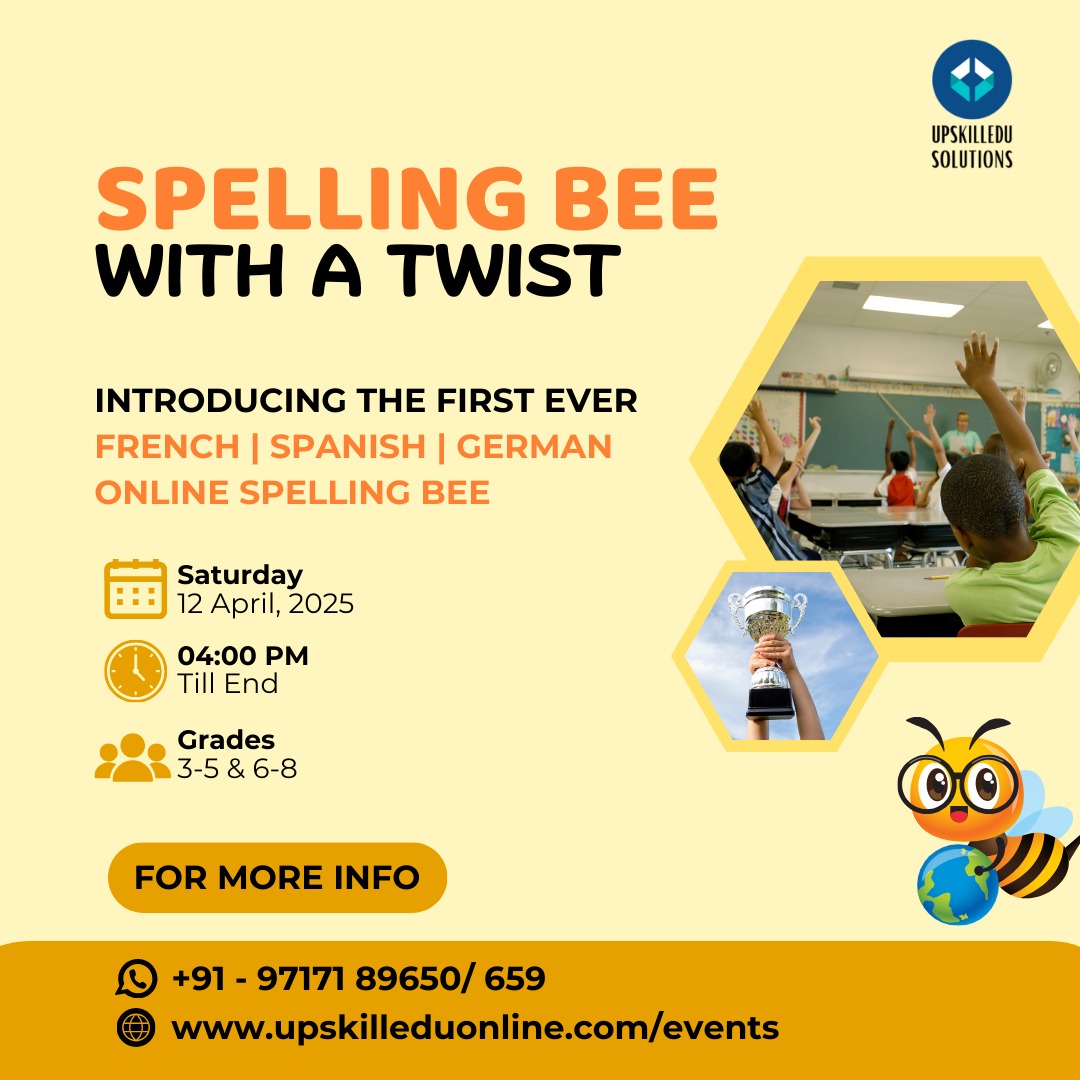 UPSKILLEDU
SOLUTIONS
SPELLING BEE
WITH A TWIST
INTRODUCING THE FIRST EVER
FRENCH | SPANISH | GERMAN
ONLINE SPELLING BEE
Saturday
12 April, 2025
04:00 PM
Till End
Grades
3-5 & 6-8
FOR MORE INFO
+91 - 97171 89650/ 659
www.upskilleduonline.com/events